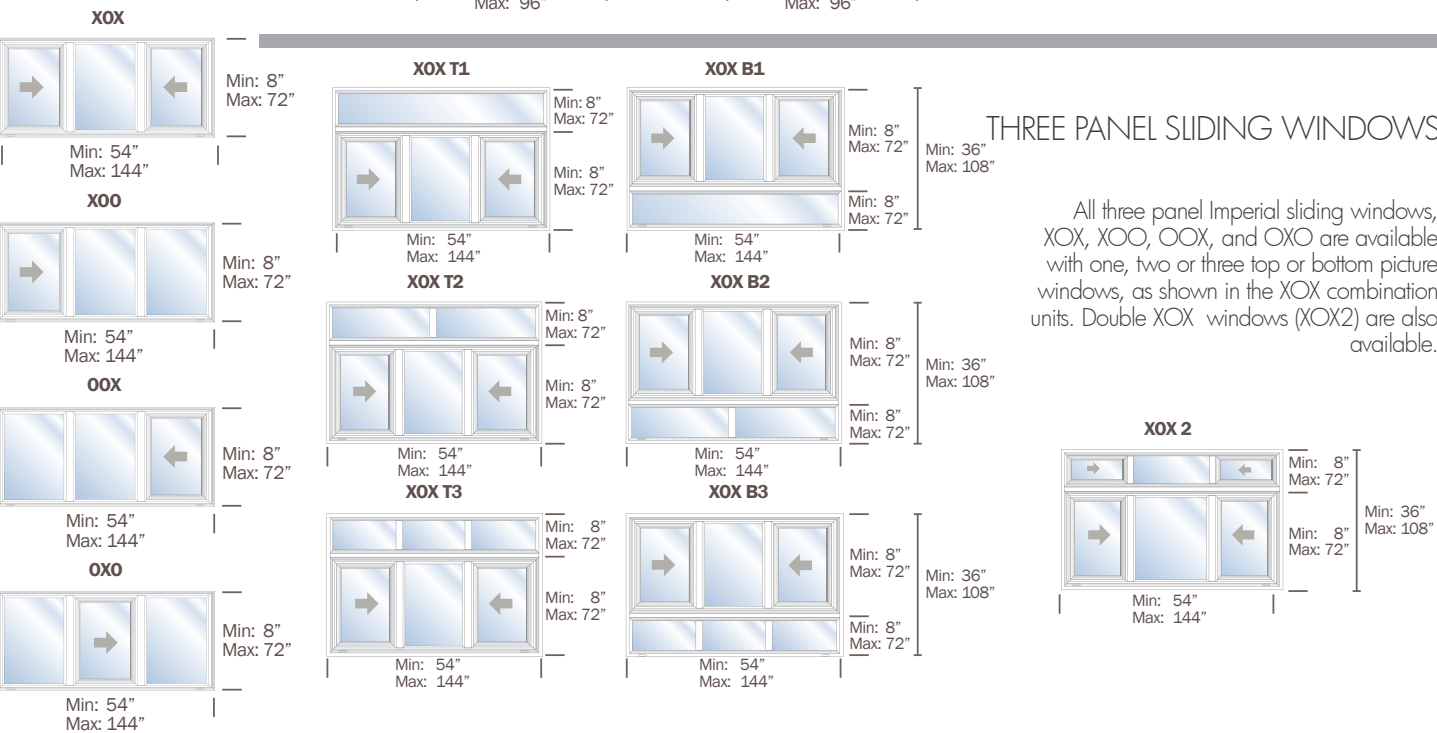 Max: 96”
Max: 96”
XOX
Min: 8”
Max: 72”
Min: 54”
Max: 144”
XOO
Min: 8”
Max: 72”
Min: 54”
Max: 144”
OOX
Min: 8”
Max: 72”
Min: 54”
Max: 144”
OXO
Min: 8”
Max: 72”
Min: 54”
Max: 144”
XOX T1
Min: 8”
Max: 72”
Min: 8”
Max: 72”
Min: 54”
Max: 144”
XOX T2
Min: 8”
Max: 72”
Min: 8”
Max: 72”
Min: 54”
Max: 144”
XOX T3
Min: 8”
Max: 72”
Min: 8”
Max: 72”
Min: 54”
Max: 144”
XOX B1
Min: 8”
Max: 72”
Min: 36”
Max: 108”
Min: 8”
Max: 72”
Min: 54”
Max: 144”
XOX B2
Min: 8”
Max: 72”
Min: 36”
Max: 108”
Min: 8”
Max: 72”
Min: 54”
Max: 144”
XOX B3
Min: 8”
Max: 72”
Min: 36”
Max: 108”
Min: 8”
Max: 72”
Min: 54”
Max: 144”
THREE PANEL SLIDING WINDOWS
All three panel Imperial sliding windows,
XOX, XOO, OOX, and OXO are available
with one, two or three top or bottom picture
windows, as shown in the XOX combination
units. Double XOX windows (XOX2) are also
available.
XOX 2
Min: 8”
Max: 72”
Min: 36”
Max: 108”
Min: 8”
Max: 72”
Min: 54”
Max: 144”